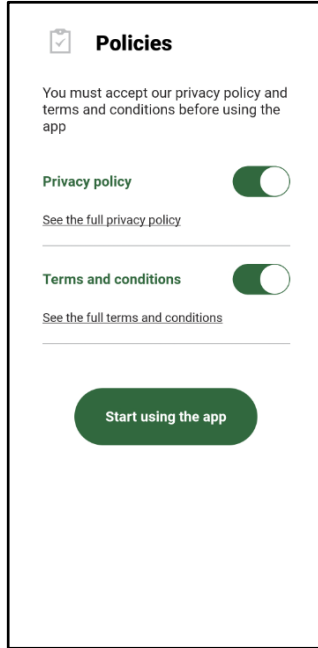 Policies
You must accept our privacy policy and
terms and conditions before using the
app
Privacy policy
See the full privacy policy
Terms and conditions
See the full terms and conditions
Start using the app